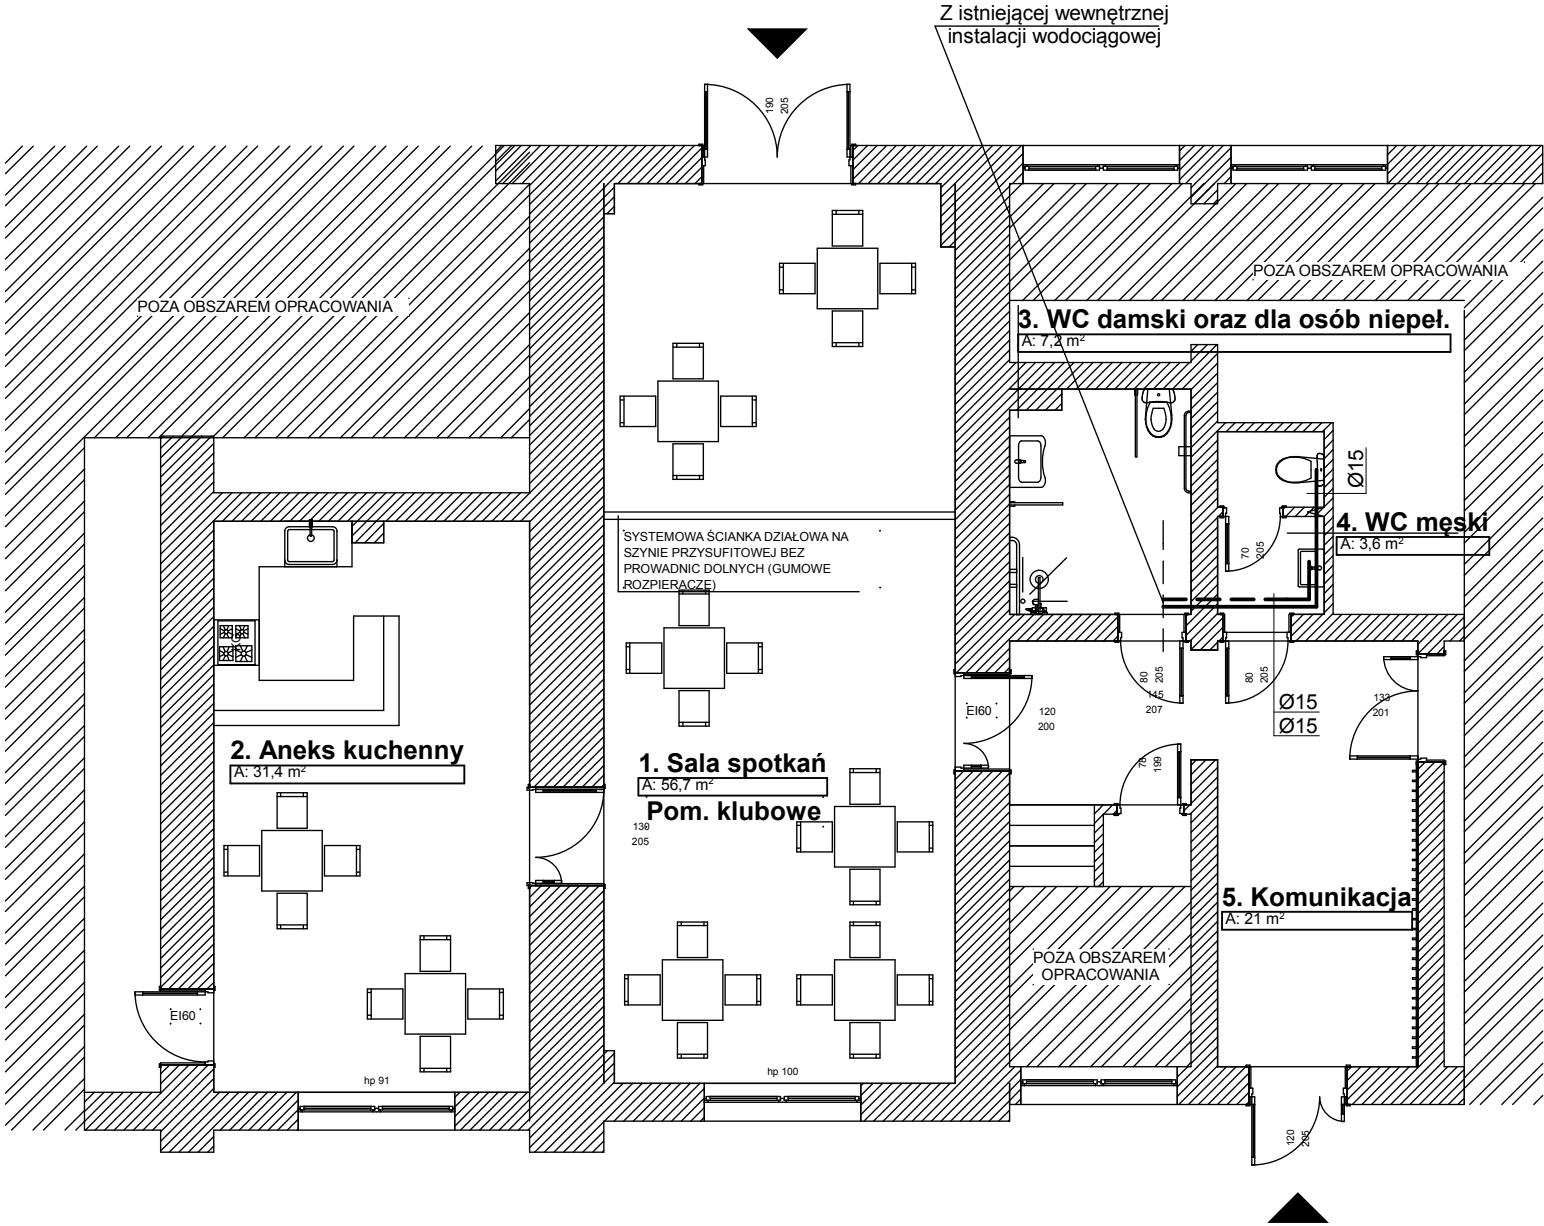 Z istniejącej wewnętrznej
instalacji wodociągowej
190
205
POZA OBSZAREM OPRACOWANIA
POZA OBSZAREM OPRACOWANIA
3. WC damski oraz dla osób niepeł.
A: 7,2 m²
Ø15
4. WC męski
A: 3,6 m²
70
205
SYSTEMOWA ŚCIANKA DZIAŁOWA NA
SZYNIE PRZYSUFITOWEJ BEZ
PROWADNIC DOLNYCH (GUMOWE
ROZPIERACZE)
80
205
145
207
80
205
Ø15
Ø15
133
201
EI60
120
200
78
199
2. Aneks kuchenny
A: 31,4 m²
1. Sala spotkań
A: 56,7 m²
Pom. klubowe
130
205
5. Komunikacja
A: 21 m²
POZA OBSZAREM
OPRACOWANIA
EI60
hp 91
hp 100
120
205